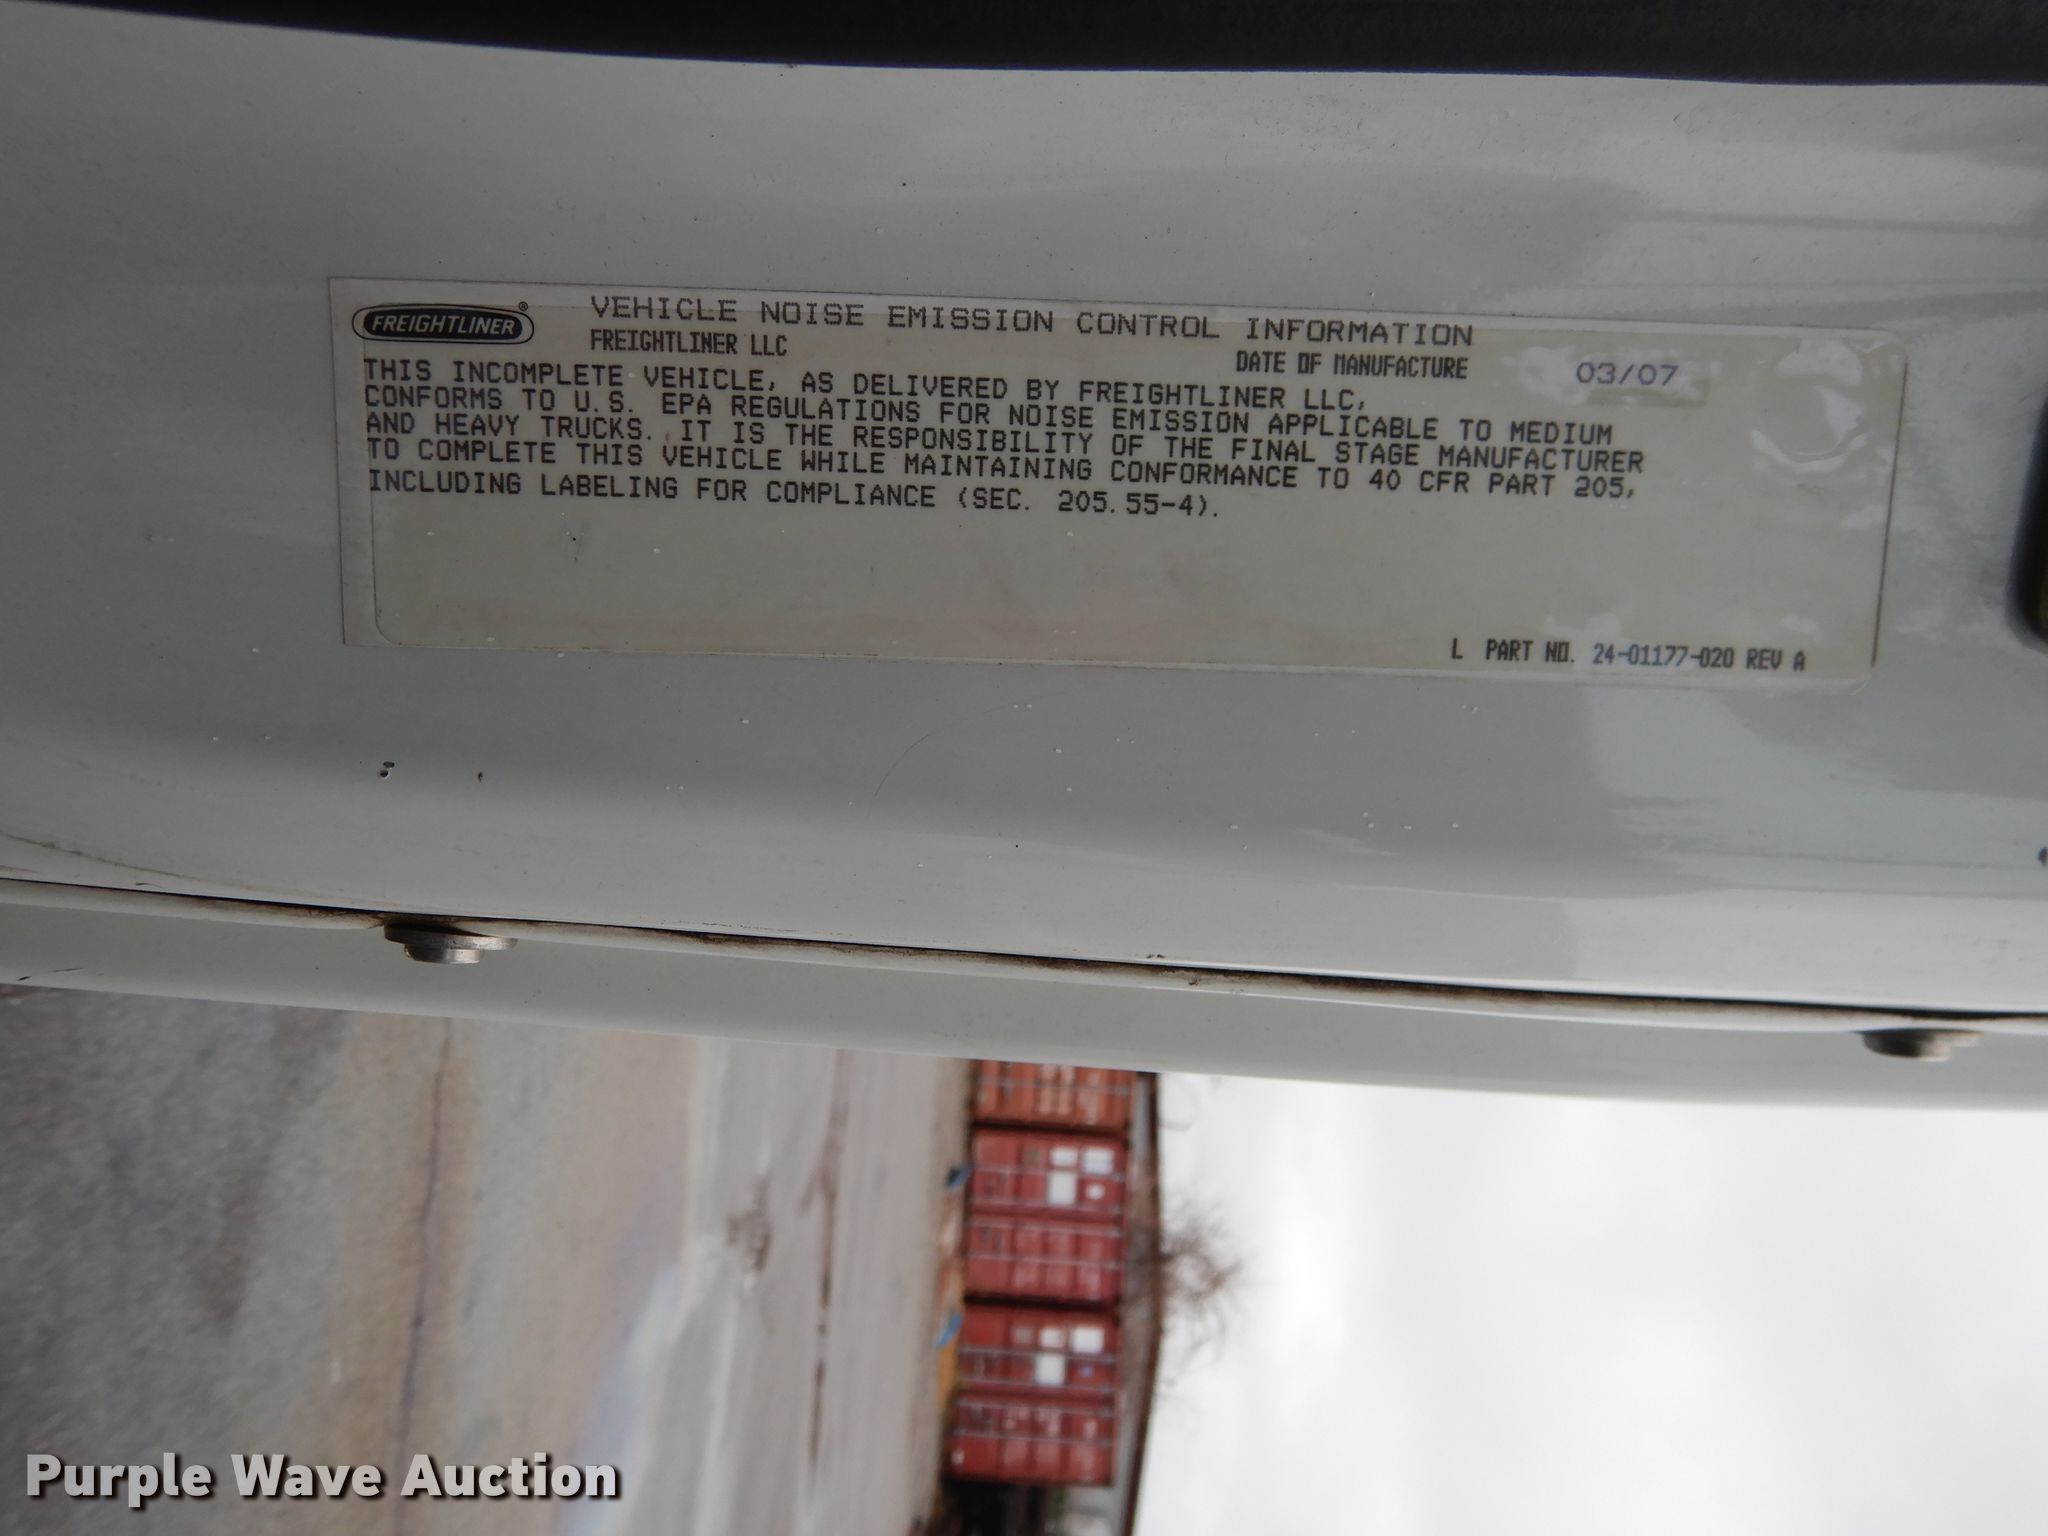 FREIGHTLINER®
VEHICLE NOISE EMISSION CONTROL INFORMATION
FREIGHTLINER LLC
DATE OF MANUFACTURE 03/07
THIS INCOMPLETE VEHICLE, AS DELIVERED BY FREIGHTLINER LLC,
CONFORMS TO U.S. EPA REGULATIONS FOR NOISE EMISSION APPLICABLE TO MEDIUM
AND HEAVY TRUCKS. IT IS THE RESPONSIBILITY OF THE FINAL STAGE MANUFACTURER
TO COMPLETE THIS VEHICLE WHILE MAINTAINING CONFORMANCE TO 40 CFR PART 205,
INCLUDING LABELING FOR COMPLIANCE (SEC. 205.55-4).
L PART NO. 24-01177-020 REV A
Purple Wave Auction